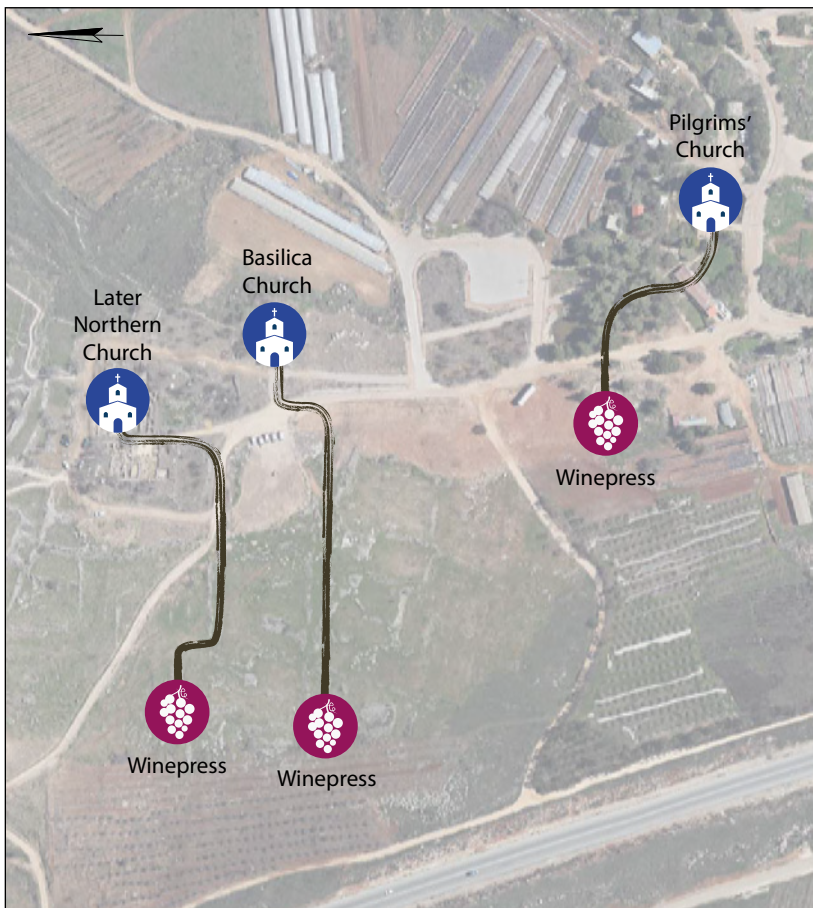 Pilgrims’
Church
Basilica
Church
Later
Northern
Church
Winepress
Winepress
Winepress